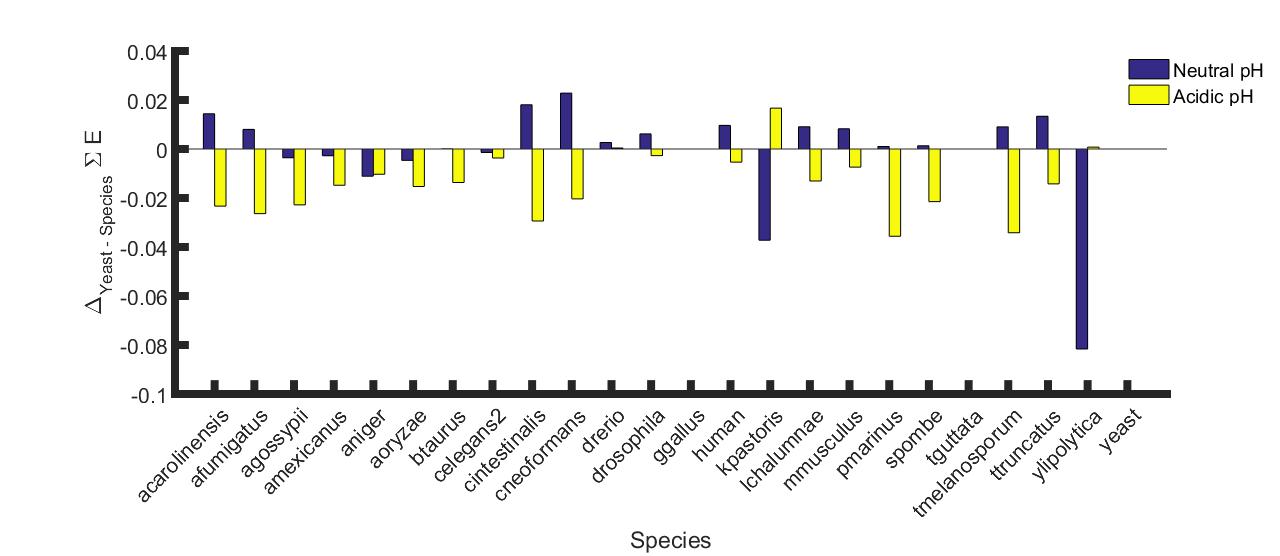 0.04
0.02
0
-0.02
-0.04
-0.06
-0.08
-0.1
Δ Yeast - Species Σ E
Neutral pH
Acidic pH
acarolinensis
afumigatus
agossypii
amexicanus
aniger
aoryzae
btaurus
celegans2
cintestinalis
cneoformans
drerio
drosophila
ggallus
human
kpastoris
lchalumnae
mmusculus
pmarinus
spombe
tguttata
tmelanosporum
ttruncatus
ylipolytica
yeast
Species